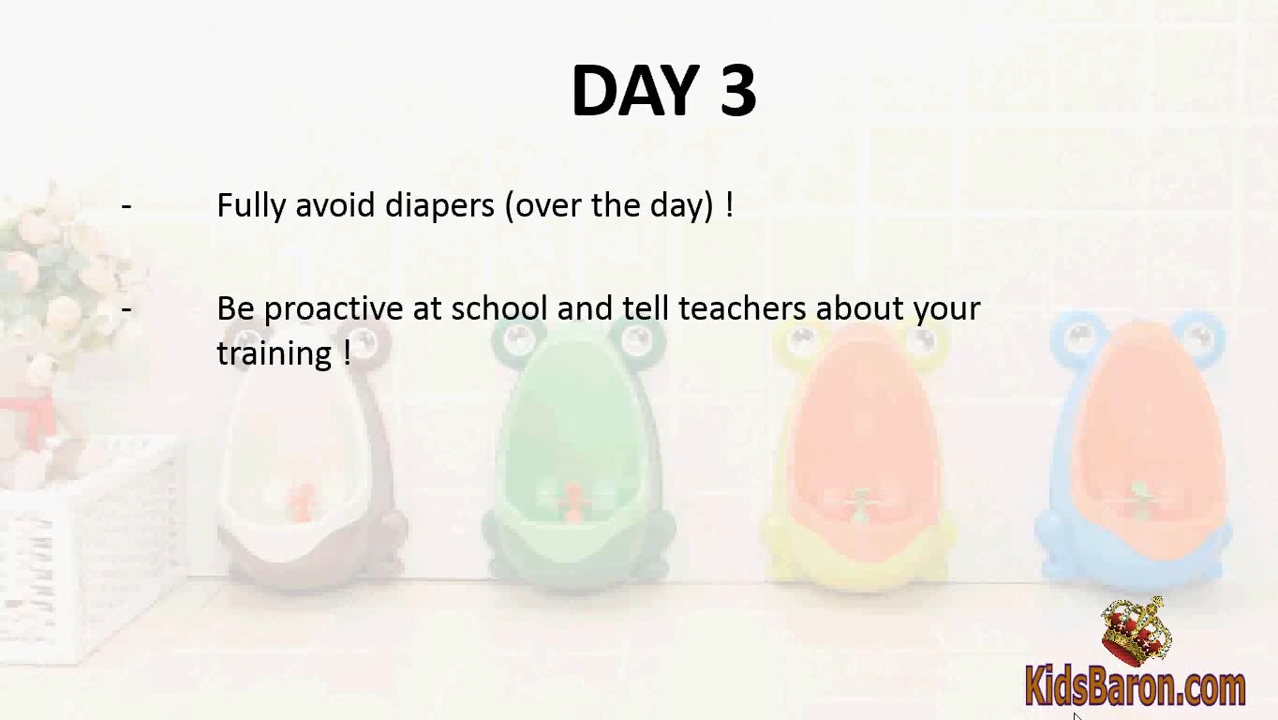 DAY 3
- Fully avoid diapers (over the day) !
- Be proactive at school and tell teachers about your
training !
KidsBaron.com